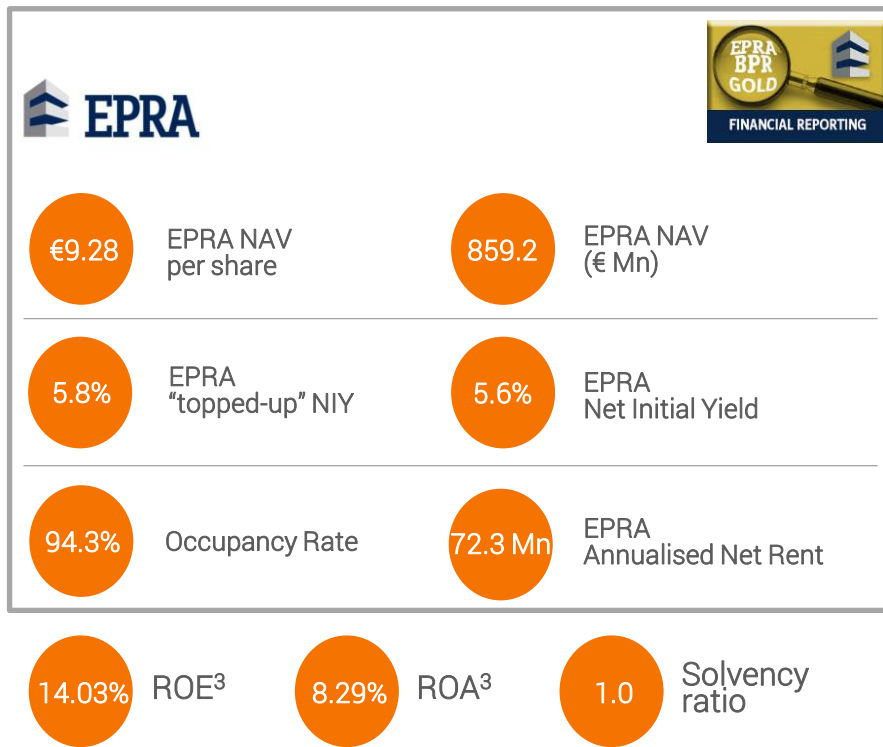 EPRA
EPRA
BPR
GOLD
FINANCIAL REPORTING
€9.28
EPRA NAV
per share
859.2
EPRA NAV
(€ Mn)
5.8%
EPRA
“topped-up” NIY
5.6%
EPRA
Net Initial Yield
94.3%
Occupancy Rate
72.3 Mn
EPRA
Annualised Net Rent
14.03%
ROE³
8.29%
ROA³
1.0
Solvency
ratio